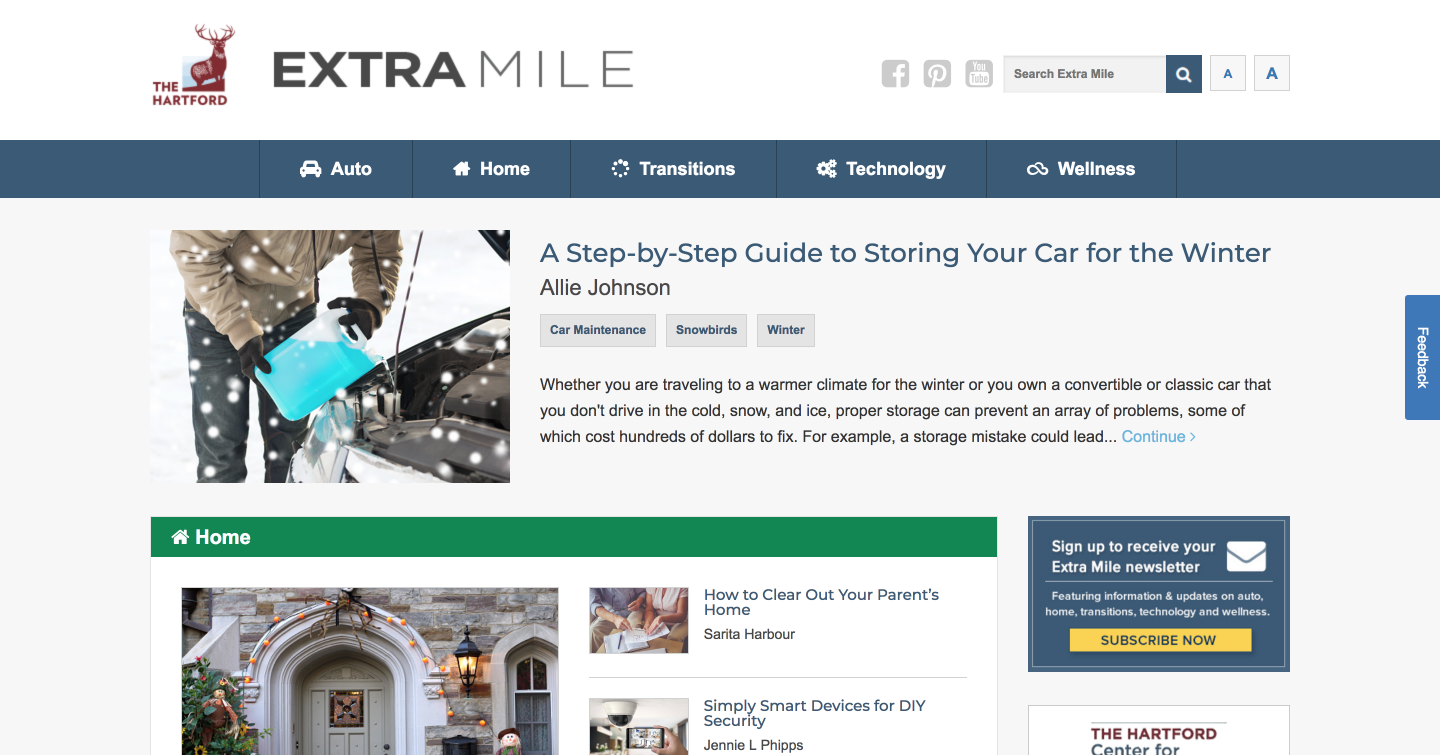 THE
HARTFORD
EXTRA MILE
You
Tube
Search Extra Mile
A
A
Auto
Home
Transitions
Technology
Wellness
A Step-by-Step Guide to Storing Your Car for the Winter
Allie Johnson
Car Maintenance
Snowbirds
Winter
Whether you are traveling to a warmer climate for the winter or you own a convertible or classic car that
you don't drive in the cold, snow, and ice, proper storage can prevent an array of problems, some of
which cost hundreds of dollars to fix. For example, a storage mistake could lead... Continue
Feedback
Home
How to Clear Out Your Parent’s
Home
Sarita Harbour
Simply Smart Devices for DIY
Security
Jennie L Phipps
Sign up to receive your
Extra Mile newsletter
Featuring information & updates on auto,
home, transitions, technology and wellness.
SUBSCRIBE NOW
THE HARTFORD
Center for